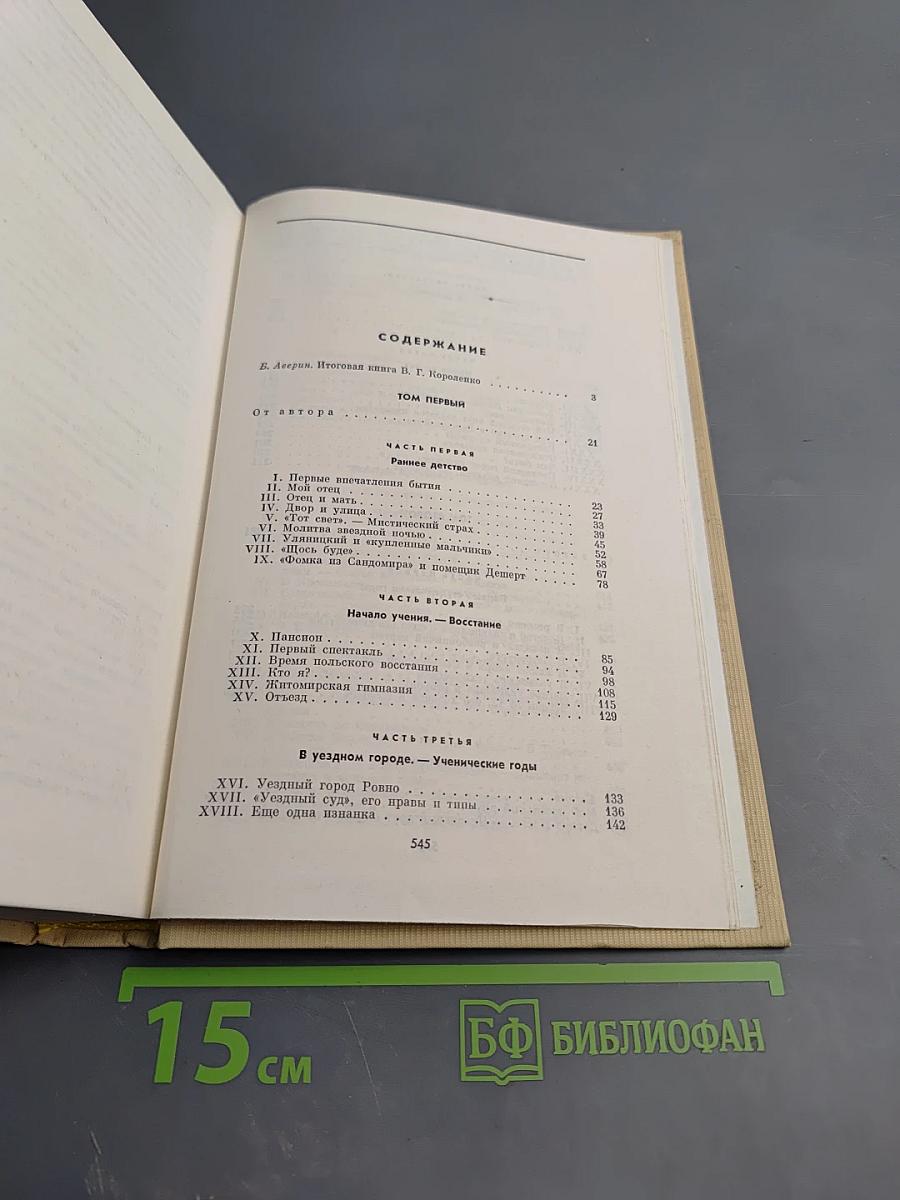 СОДЕРЖАНИЕ
Б. Аверин. Итоговая книга В. Г. Короленко . . . . . . . . . 3
ТОМ ПЕРВЫЙ
От автора . . . . . . . . . . . . . . . . . . . . . . . 21
ЧАСТЬ ПЕРВАЯ
Раннее детство
I. Первые впечатления бытия . . . . . . . . . . . . 23
II. Мой отец . . . . . . . . . . . . . . . . . . . . 27
III. Отец и мать . . . . . . . . . . . . . . . . . . . 33
IV. Двор и улица . . . . . . . . . . . . . . . . . . 39
V. «Тот свет». — Мистический страх . . . . . . . . . 45
VI. Молитва звездной ночью . . . . . . . . . . . . . 52
VII. Уляницкий и «купленные мальчики» . . . . . . . . 58
VIII. «Щось буде» . . . . . . . . . . . . . . . . . . . 67
IX. «Фомка из Сандомира» и помещик Дешерт . . . . . 78
ЧАСТЬ ВТОРАЯ
Начало учения. — Восстание
X. Пансион . . . . . . . . . . . . . . . . . . . . . 85
XI. Первый спектакль . . . . . . . . . . . . . . . . 94
XII. Время польского восстания . . . . . . . . . . . . 98
XIII. Кто я? . . . . . . . . . . . . . . . . . . . . . . 108
XIV. Житомирская гимназия . . . . . . . . . . . . . . 115
XV. Отъезд . . . . . . . . . . . . . . . . . . . . . . 129
ЧАСТЬ ТРЕТЬЯ
В уездном городе. — Ученические годы
XVI. Уездный город Ровно . . . . . . . . . . . . . . . 133
XVII. «Уездный суд», его нравы и типы . . . . . . . . . 136
XVIII. Еще одна изнанка . . . . . . . . . . . . . . . . 142
545
15 см
БФ БИБЛИОФАН